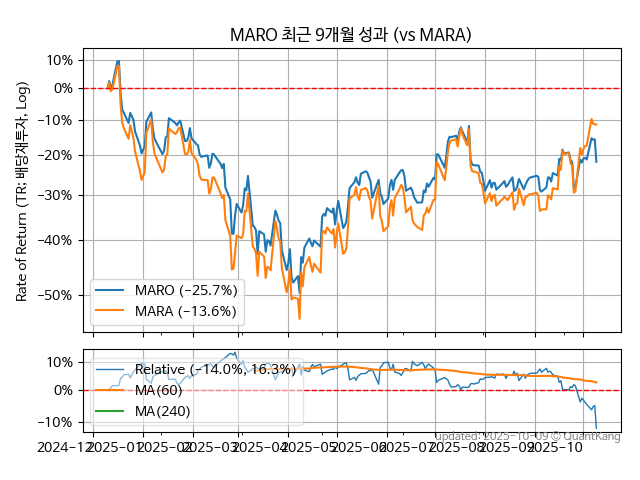 MARO 최근 9개월 성과 (vs MARA)
Rate of Return (TR: 배당재투자, Log)
10%
0%
−10%
−20%
−30%
−40%
−50%
MARO (−25.7%)
MARA (−13.6%)
10%
0%
−10%
Relative (−14.0%, 16.3%)
MA(60)
MA(240)
updated: 2025-10-09 © QuantKang
2024-12 2025-01 2025-02 2025-03 2025-04 2025-05 2025-06 2025-07 2025-08 2025-09 2025-10